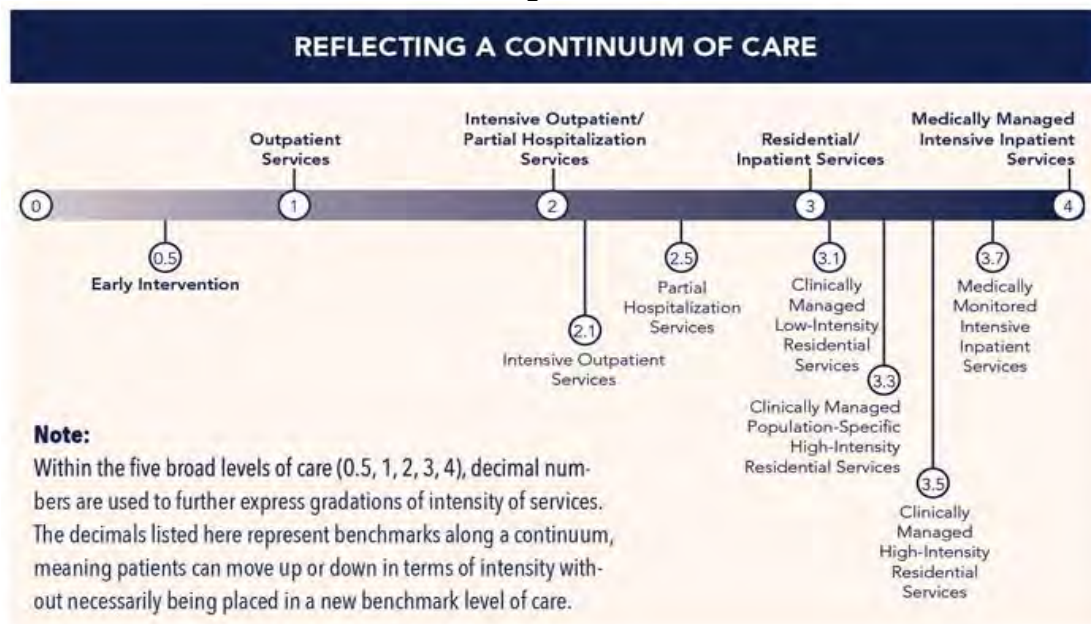 REFLECTING A CONTINUUM OF CARE
Outpatient
Services
Intensive Outpatient/
Partial Hospitalization
Services
Residential/
Inpatient Services
Medically Managed
Intensive Inpatient
Services
0
1
2
3
4
0.5
Early Intervention
2.1
Intensive Outpatient
Services
2.5
Partial
Hospitalization
Services
3.1
Clinically
Managed
Low-Intensity
Residential
Services
3.3
Clinically Managed
Population-Specific
High-Intensity
Residential Services
3.5
Clinically
Managed
High-Intensity
Residential
Services
3.7
Medically
Monitored
Intensive
Inpatient
Services
Note:
Within the five broad levels of care (0.5, 1, 2, 3, 4), decimal num-
bers are used to further express gradations of intensity of services.
The decimals listed here represent benchmarks along a continuum,
meaning patients can move up or down in terms of intensity with-
out necessarily being placed in a new benchmark level of care.